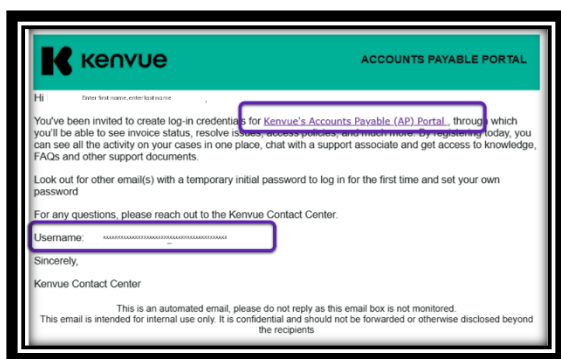 kenvue
ACCOUNTS PAYABLE PORTAL
Hi Enter first name, enter last name ,
You've been invited to create log-in credentials for Kenvue's Accounts Payable (AP) Portal , through which
you'll be able to see invoice status, resolve issues, access policies, and much more. By registering today, you
can see all the activity on your cases in one place, chat with a support associate and get access to knowledge,
FAQs and other support documents.
Look out for other email(s) with a temporary initial password to log in for the first time and set your own
password
For any questions, please reach out to the Kenvue Contact Center.
Username:
Sincerely,
Kenvue Contact Center
This is an automated email, please do not reply as this email box is not monitored.
This email is intended for internal use only. It is confidential and should not be forwarded or otherwise disclosed beyond
the recipients